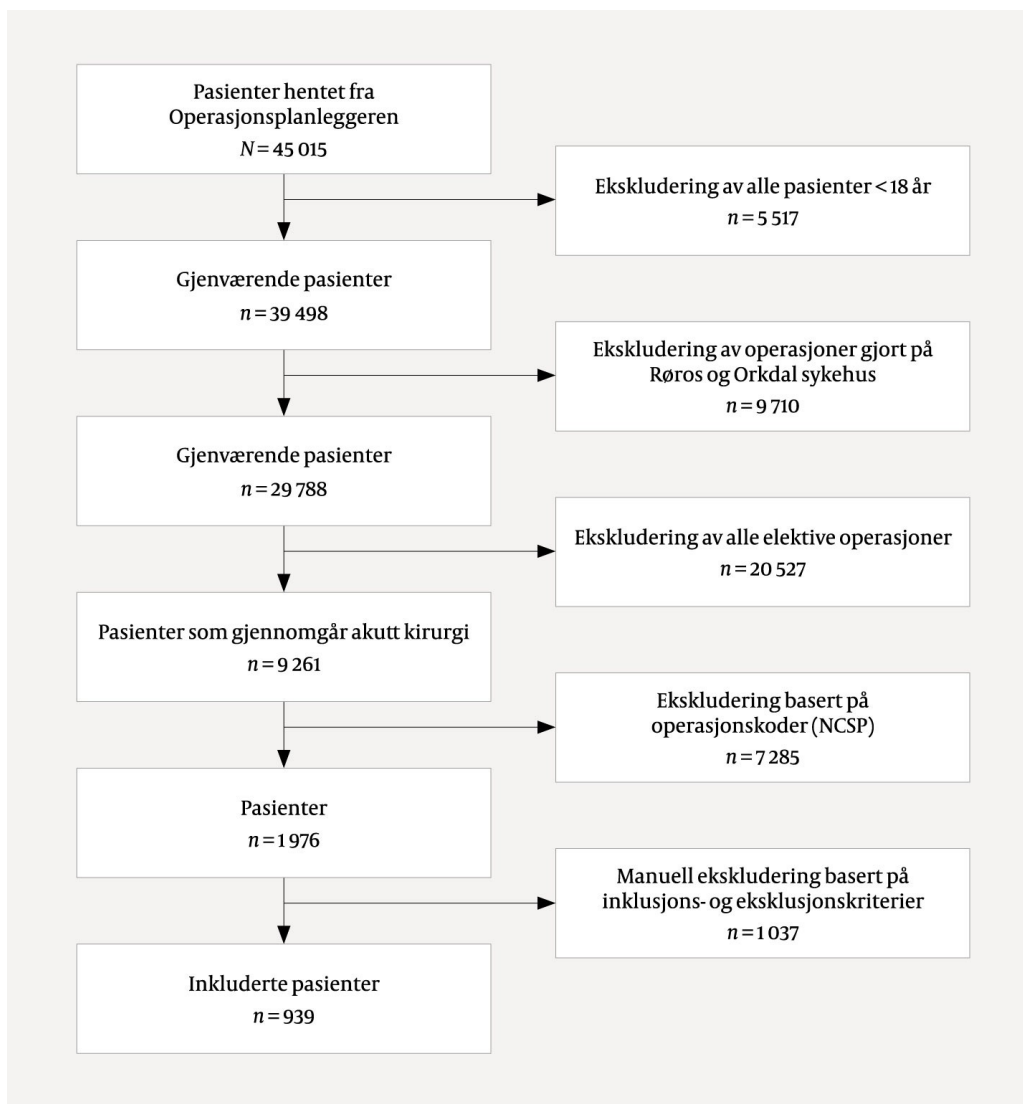 Pasienter hentet fra
Operasjonsplanleggeren
N = 45 015
Ekskludering av alle pasienter < 18 år
n = 5 517
Gjenværende pasienter
n = 39 498
Ekskludering av operasjoner gjort på
Røros og Orkdal sykehus
n = 9 710
Gjenværende pasienter
n = 29 788
Ekskludering av alle elektive operasjoner
n = 20 527
Pasienter som gjennomgår akutt kirurgi
n = 9 261
Ekskludering basert på
operasjonskoder (NCSP)
n = 7 285
Pasienter
n = 1 976
Manuell ekskludering basert på
inklusjons- og eksklusjonskriterier
n = 1 037
Inkluderte pasienter
n = 939